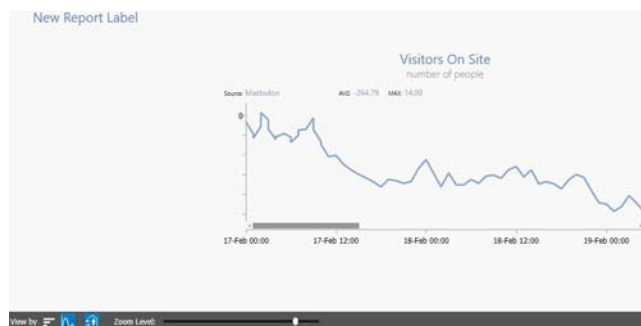 New Report Label
Visitors On Site
number of people
Source: Mastodon AVG: -264.79 MAX: 14.00
0
17-Feb 00:00 17-Feb 12:00 18-Feb 00:00 18-Feb 12:00 19-Feb 00:00
View by Zoom Level: